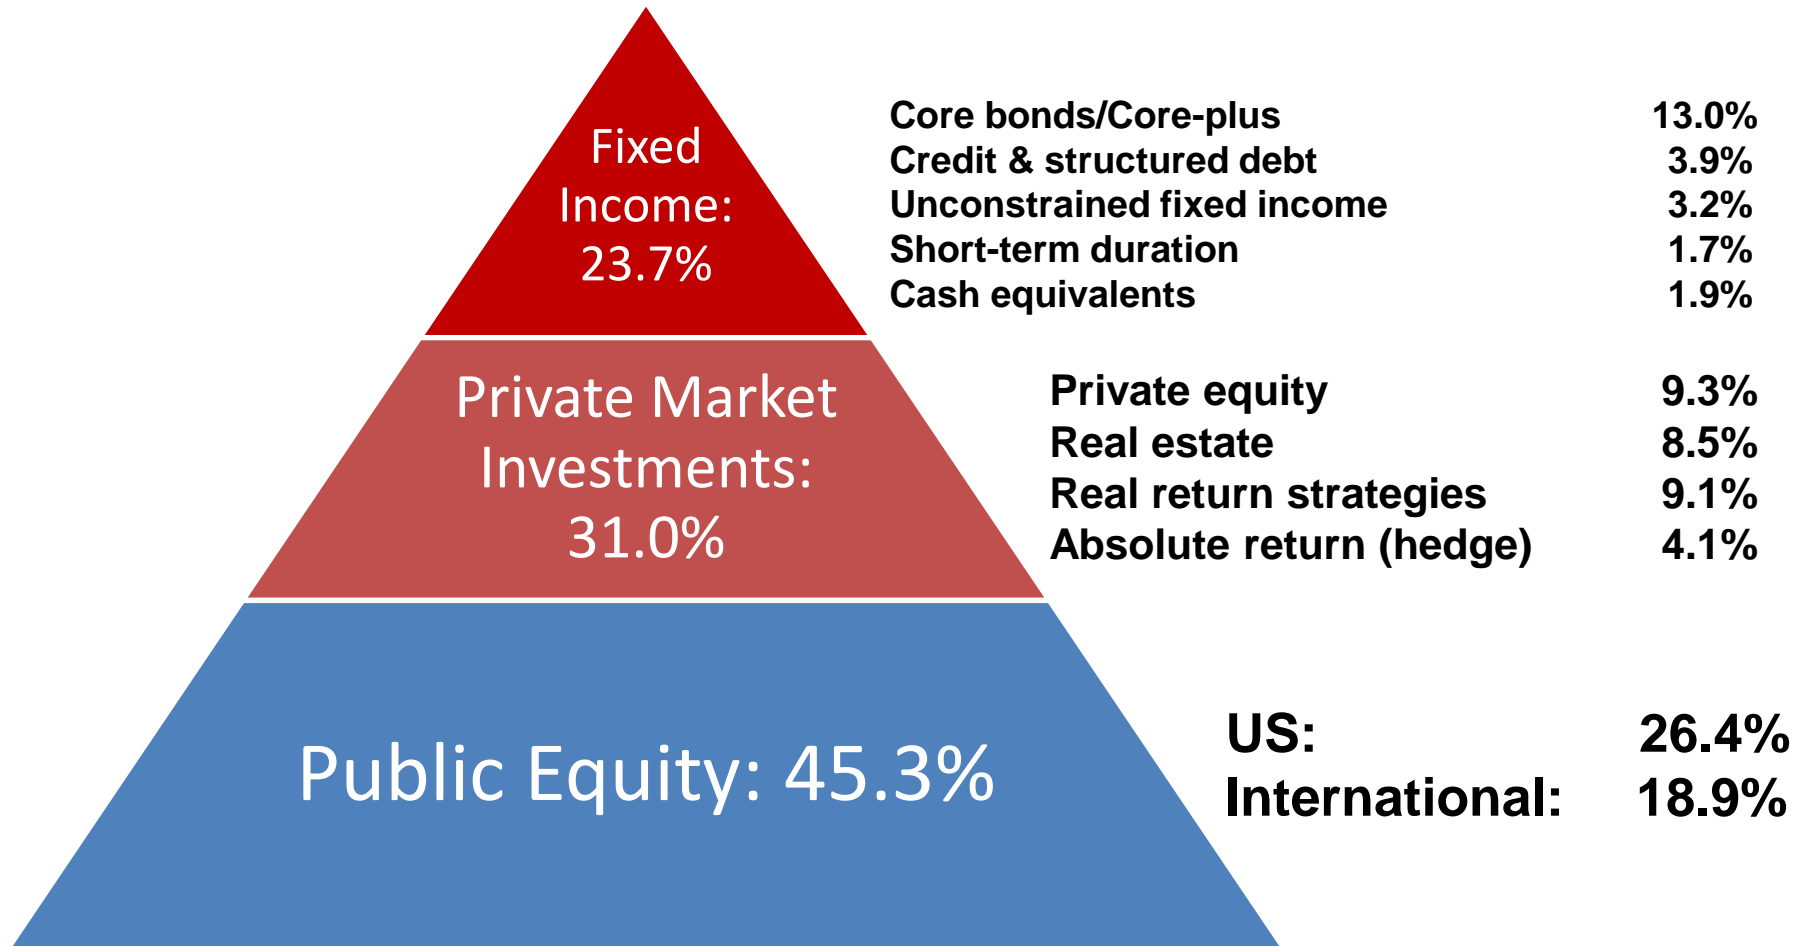 Fixed
Income:
23.7%
Core bonds/Core-plus 13.0%
Credit & structured debt 3.9%
Unconstrained fixed income 3.2%
Short-term duration 1.7%
Cash equivalents 1.9%
Private Market
Investments:
31.0%
Private equity 9.3%
Real estate 8.5%
Real return strategies 9.1%
Absolute return (hedge) 4.1%
Public Equity: 45.3%
US: 26.4%
International: 18.9%